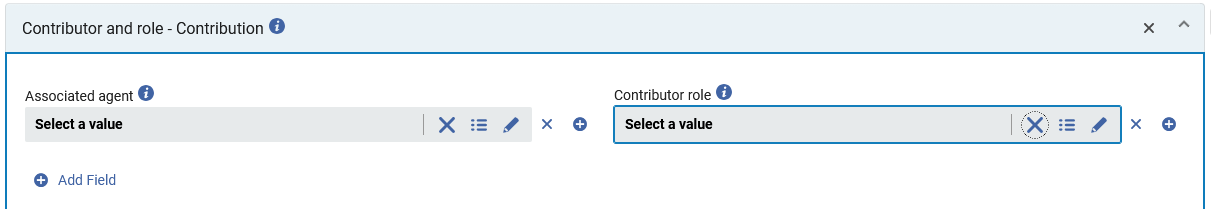 Contributor and role - Contribution
Associated agent
Contributor role
Select a value
Select a value
Add Field